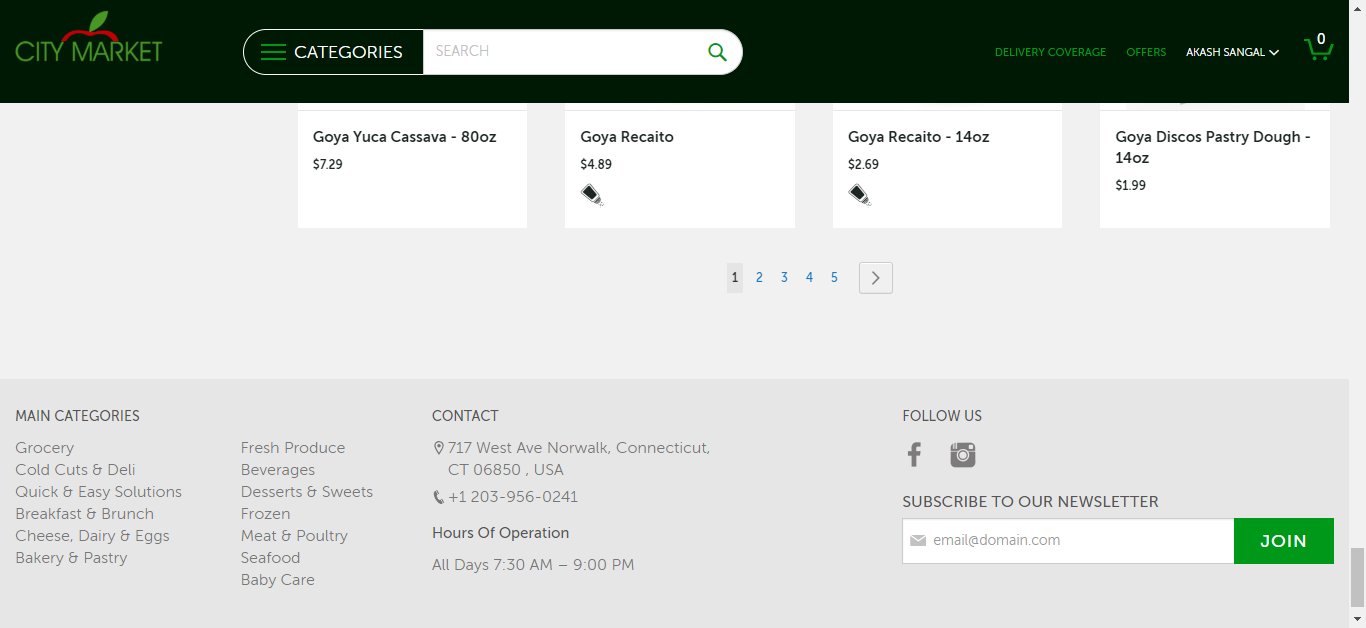 CITY MARKET
CATEGORIES
SEARCH
DELIVERY COVERAGE
OFFERS
AKASH SANGAL
0
Goya Yuca Cassava - 80oz
$7.29
Goya Recaito
$4.89
Goya Recaito - 14oz
$2.69
Goya Discos Pastry Dough -
14oz
$1.99
1 2 3 4 5
MAIN CATEGORIES
Grocery
Cold Cuts & Deli
Quick & Easy Solutions
Breakfast & Brunch
Cheese, Dairy & Eggs
Bakery & Pastry
Fresh Produce
Beverages
Desserts & Sweets
Frozen
Meat & Poultry
Seafood
Baby Care
CONTACT
717 West Ave Norwalk, Connecticut,
CT 06850 , USA
+1 203-956-0241
Hours Of Operation
All Days 7:30 AM – 9:00 PM
FOLLOW US
SUBSCRIBE TO OUR NEWSLETTER
email@domain.com
JOIN